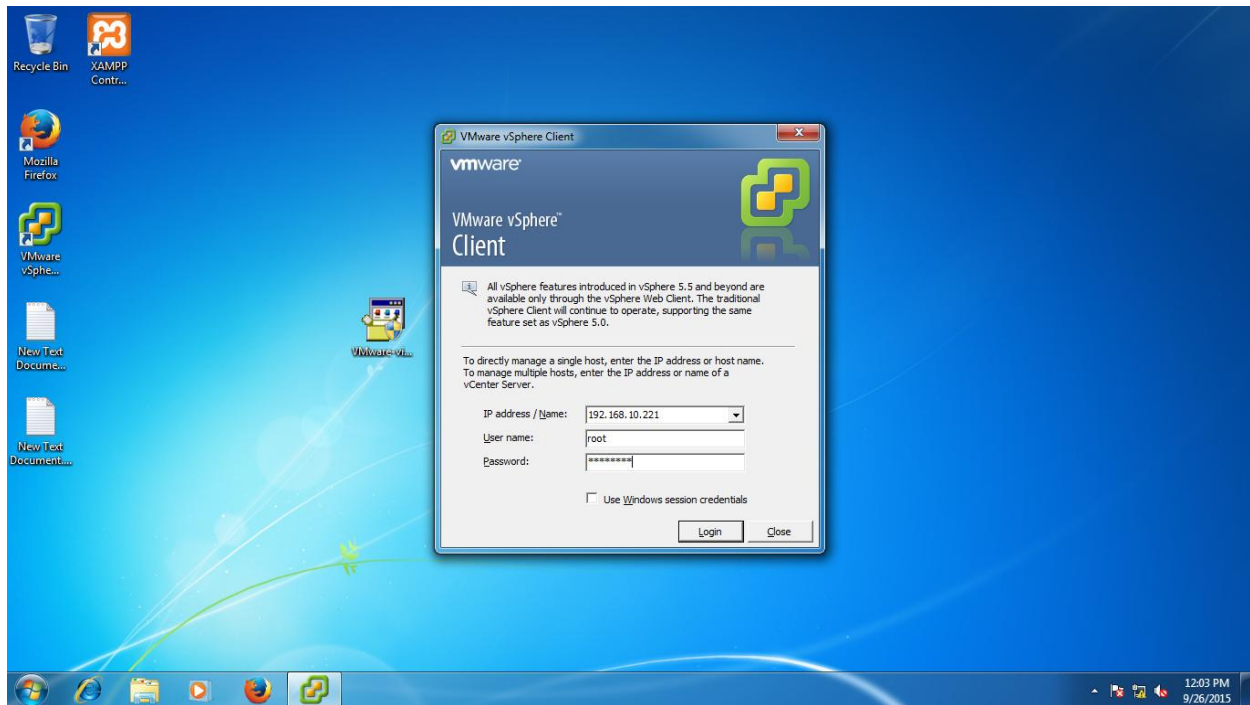 Recycle Bin
XAMPP
Contr...
Mozilla
Firefox
VMware
vSphe...
New Text
Docume...
New Text
Document....
VMware-vi...
VMware vSphere Client
vmware
VMware vSphere™
Client
All vSphere features introduced in vSphere 5.5 and beyond are
available only through the vSphere Web Client. The traditional
vSphere Client will continue to operate, supporting the same
feature set as vSphere 5.0.
To directly manage a single host, enter the IP address or host name.
To manage multiple hosts, enter the IP address or name of a
vCenter Server.
IP address / Name: 192.168.10.221
User name: root
Password: ********
Use Windows session credentials
Login Close
12:03 PM
9/26/2015